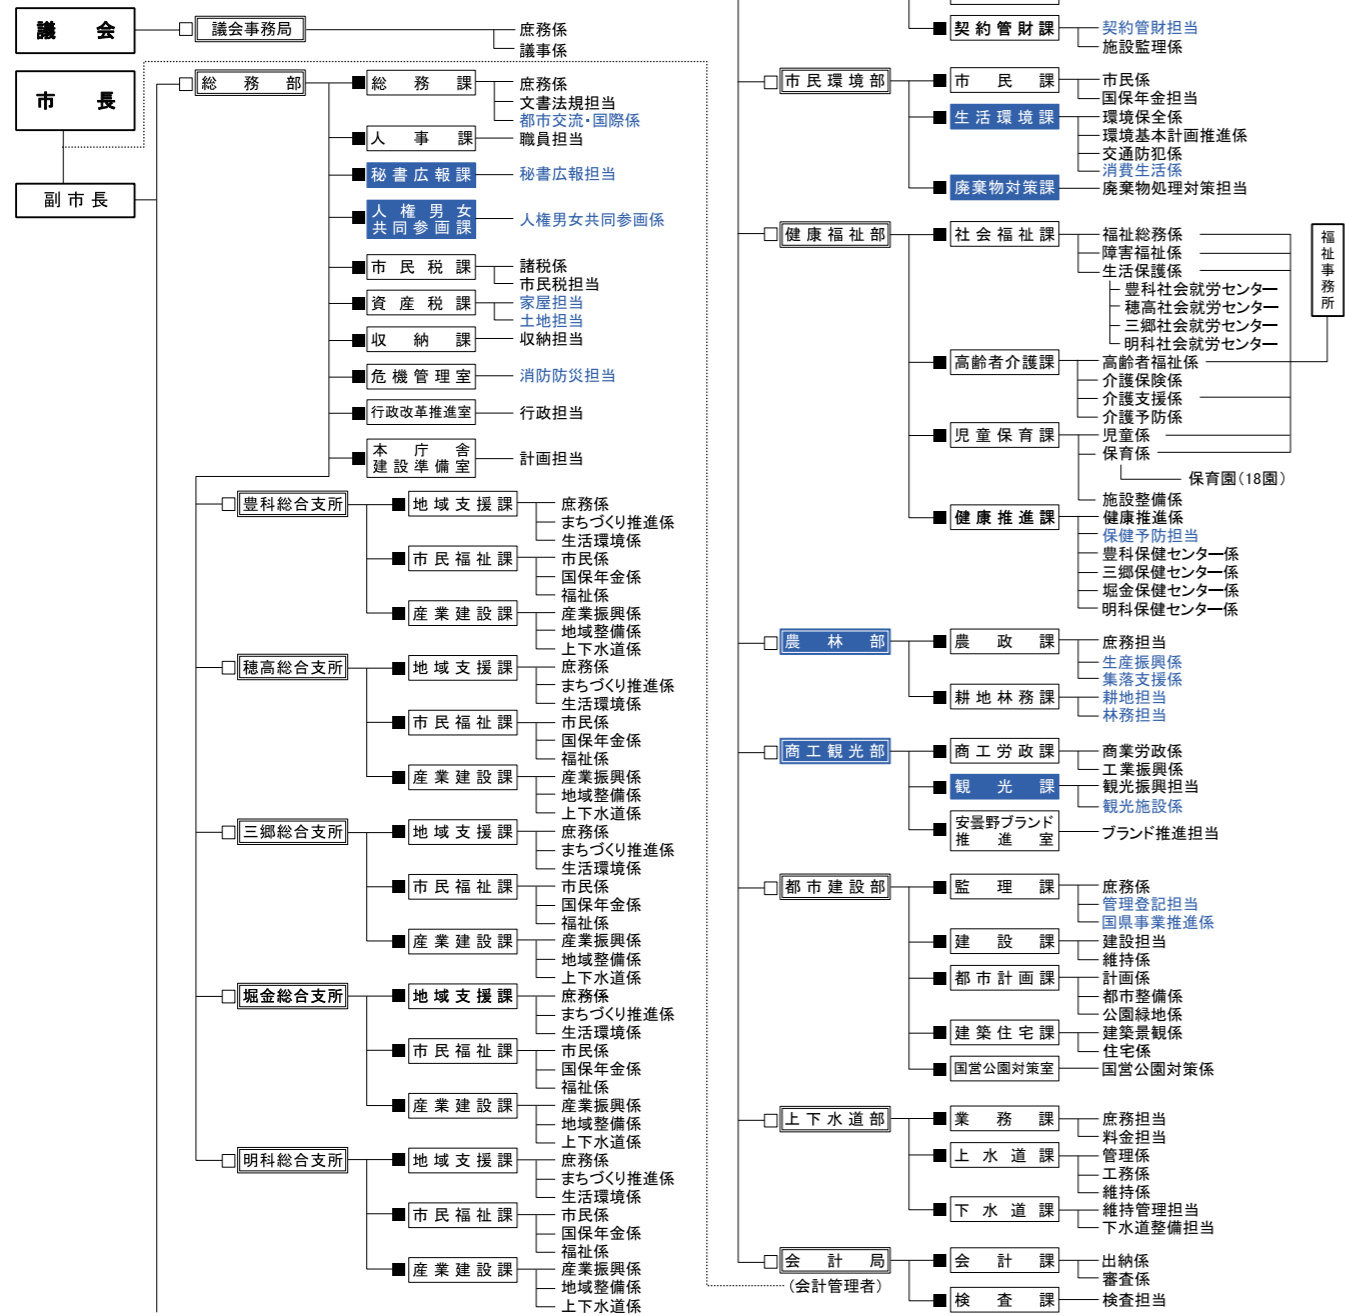 議会
議会事務局
庶務係
議事係
市長
副市長
総務部
総務課
庶務係
文書法規担当
都市交流・国際係
人事課
職員担当
秘書広報課
秘書広報担当
人権男女
共同参画課
人権男女共同参画係
市民税課
諸税係
市民税担当
資産税課
家屋担当
土地担当
収納課
収納担当
危機管理室
消防防災担当
行政改革推進室
行政担当
本庁舎
建設準備室
計画担当
豊科総合支所
地域支援課
庶務係
まちづくり推進係
生活環境係
市民福祉課
市民係
国保年金係
福祉係
産業建設課
産業振興係
地域整備係
上下水道係
穂高総合支所
地域支援課
庶務係
まちづくり推進係
生活環境係
市民福祉課
市民係
国保年金係
福祉係
産業建設課
産業振興係
地域整備係
上下水道係
三郷総合支所
地域支援課
庶務係
まちづくり推進係
生活環境係
市民福祉課
市民係
国保年金係
福祉係
産業建設課
産業振興係
地域整備係
上下水道係
堀金総合支所
地域支援課
庶務係
まちづくり推進係
生活環境係
市民福祉課
市民係
国保年金係
福祉係
産業建設課
産業振興係
地域整備係
上下水道係
明科総合支所
地域支援課
庶務係
まちづくり推進係
生活環境係
市民福祉課
市民係
国保年金係
福祉係
産業建設課
産業振興係
地域整備係
上下水道係
契約管財課
契約管財担当
施設監理係
市民環境部
市民課
市民係
国保年金担当
生活環境課
環境保全係
環境基本計画推進係
交通防犯係
消費生活係
廃棄物対策課
廃棄物処理対策担当
健康福祉部
社会福祉課
福祉総務係
障害福祉係
生活保護係
豊科社会就労センター
穂高社会就労センター
三郷社会就労センター
明科社会就労センター
福祉事務所
高齢者介護課
高齢者福祉係
介護保険係
介護支援係
介護予防係
児童保育課
児童係
保育係
保育園(18園)
施設整備係
健康推進課
健康推進係
保健予防担当
豊科保健センター係
三郷保健センター係
堀金保健センター係
明科保健センター係
農林部
農政課
庶務担当
生産振興係
集落支援係
耕地林務課
耕地担当
林務担当
商工観光部
商工労政課
商業労政係
工業振興係
観光課
観光振興担当
観光施設係
安曇野ブランド
推進室
ブランド推進担当
都市建設部
監理課
庶務係
管理登記担当
国県事業推進係
建設課
建設担当
維持係
都市計画課
計画係
都市整備係
公園緑地係
建築住宅課
建築景観係
住宅係
国営公園対策室
国営公園対策係
上下水道部
業務課
庶務担当
料金担当
上水道課
管理係
工務係
維持係
下水道課
維持管理担当
下水道整備担当
会計局
(会計管理者)
会計課
出納係
審査係
検査課
検査担当